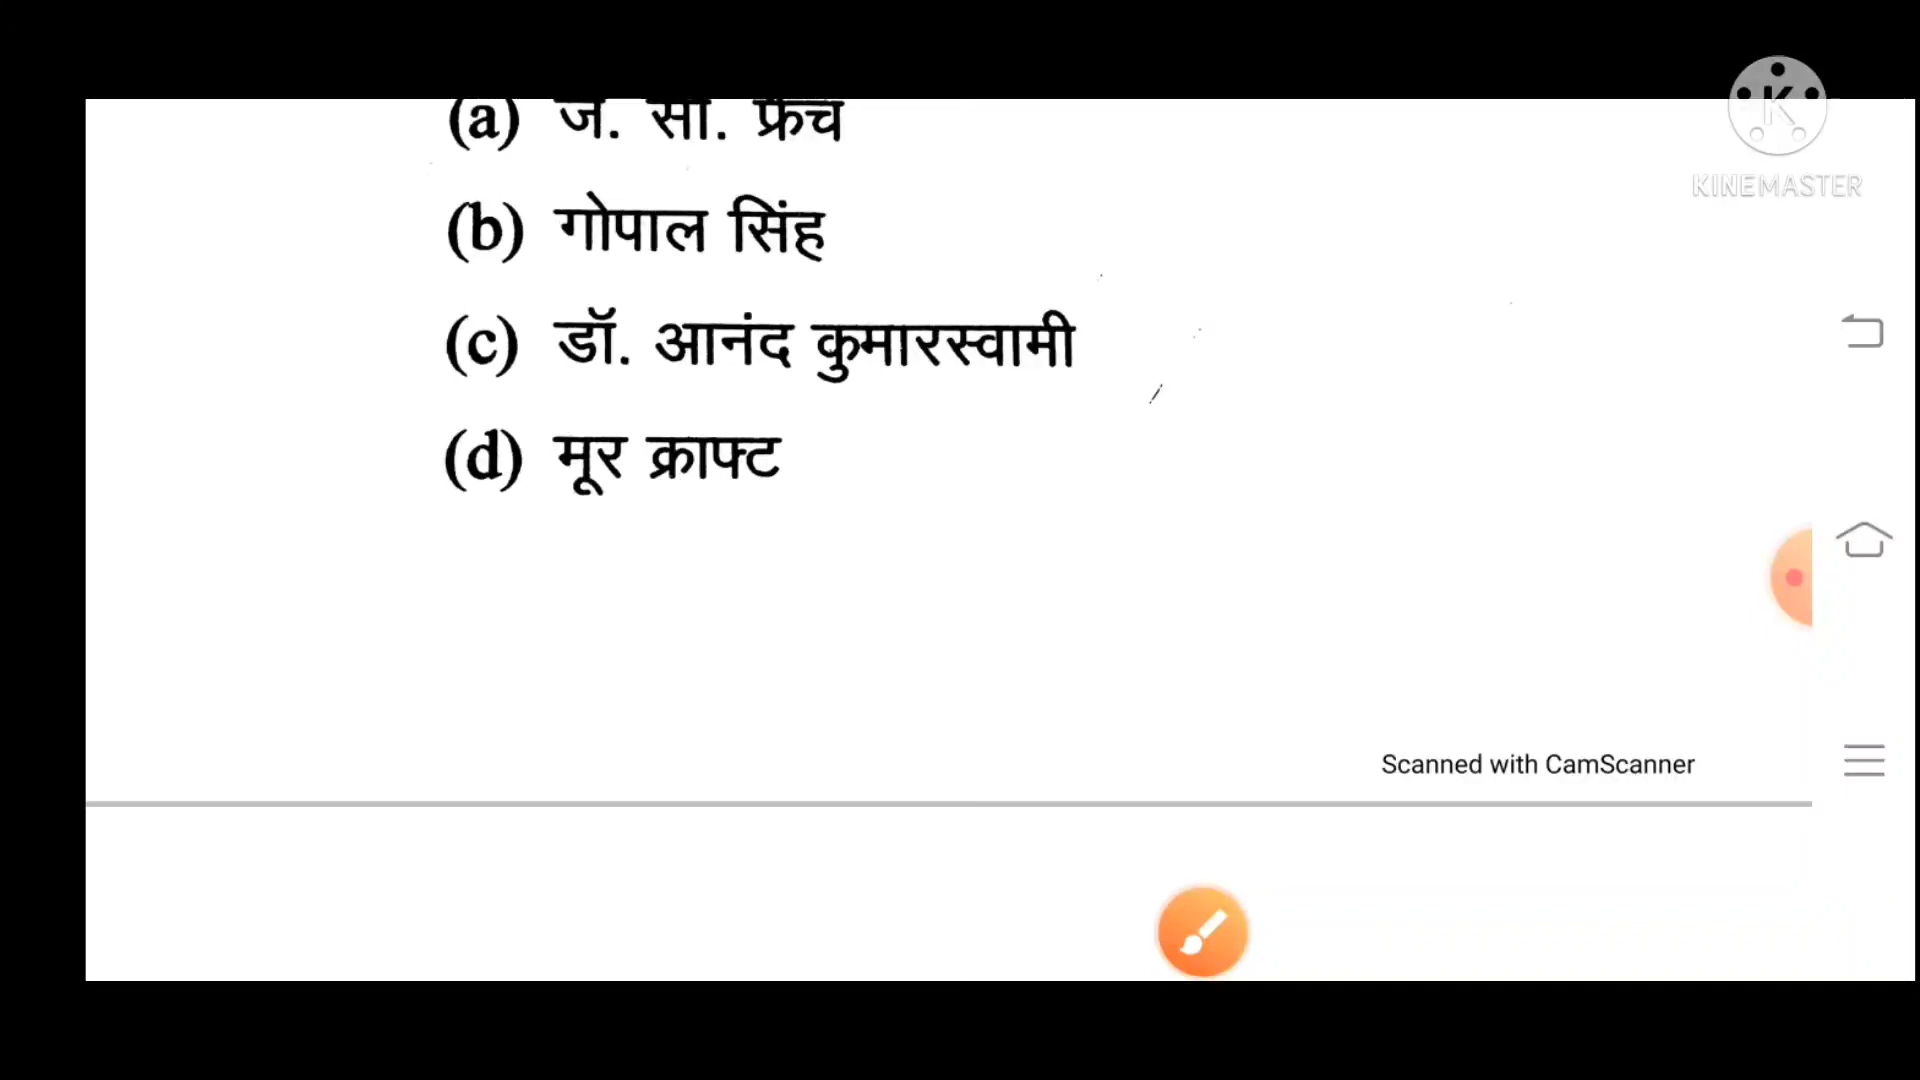 (a) जे. सी. फ्रेंच
KINEMASTER
(b) गोपाल सिंह
(c) डॉ. आनंद कुमारस्वामी
(d) मूर क्राफ्ट
Scanned with CamScanner